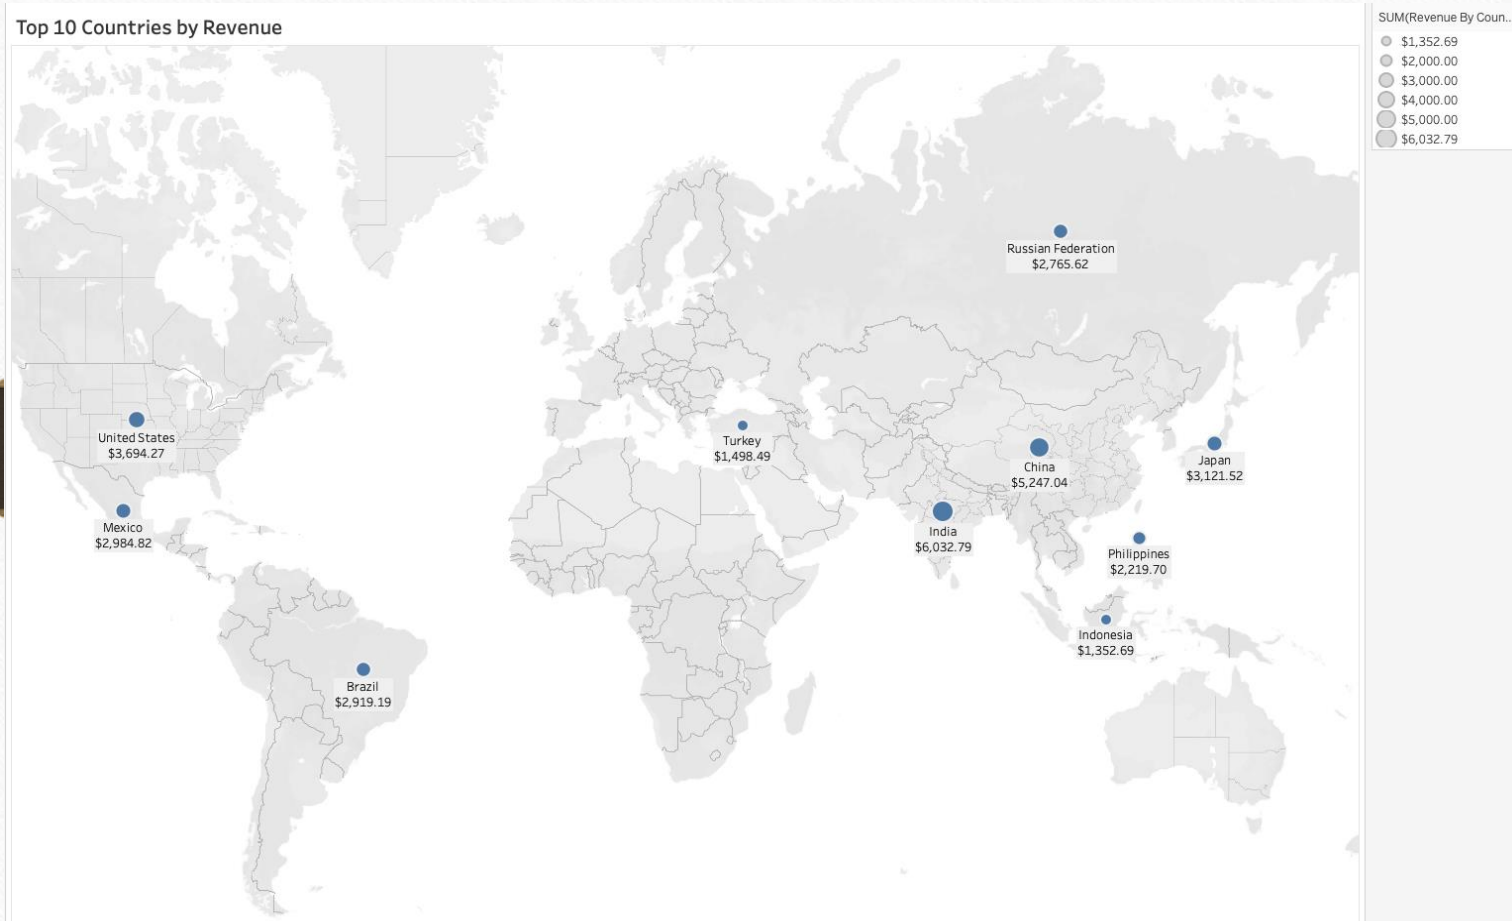 Top 10 Countries by Revenue
SUM(Revenue By Coun..
$1,352.69
$2,000.00
$3,000.00
$4,000.00
$5,000.00
$6,032.79
Russian Federation
$2,765.62
United States
$3,694.27
Turkey
$1,498.49
China
$5,247.04
Japan
$3,121.52
Mexico
$2,984.82
India
$6,032.79
Philippines
$2,219.70
Indonesia
$1,352.69
Brazil
$2,919.19